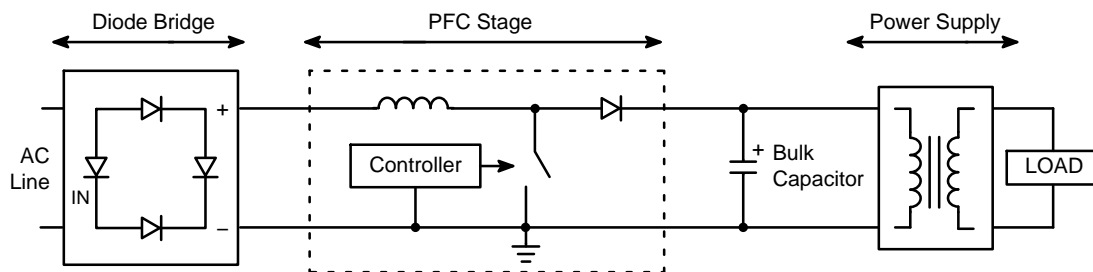 Diode Bridge
PFC Stage
Power Supply
AC
Line
IN
+
−
Controller
+
Bulk
Capacitor
LOAD